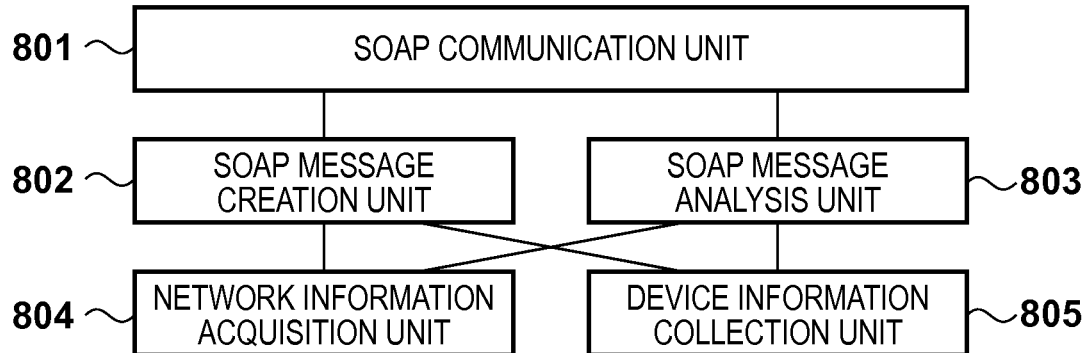 801
SOAP COMMUNICATION UNIT
802
SOAP MESSAGE
CREATION UNIT
SOAP MESSAGE
ANALYSIS UNIT
803
804
NETWORK INFORMATION
ACQUISITION UNIT
DEVICE INFORMATION
COLLECTION UNIT
805